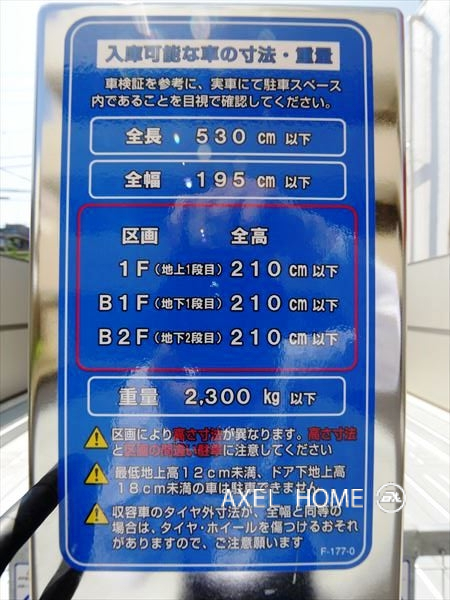 入庫可能な車の寸法・重量
車検証を参考に、実車にて駐車スペース
内であることを目視で確認してください。
全長 530 cm 以下
全幅 195 cm 以下
区画 全高
1F(地上1段目) 210 cm 以下
B1F(地下1段目) 210 cm 以下
B2F(地下2段目) 210 cm 以下
重量 2,300 kg 以下
区画により高さ寸法が異なります。高さ寸法
と区画の間違い駐車に注意してください
最低地上高12cm未満、ドア下地上高
18cm未満の車は駐車できません。
AXEL HOME
収容車のタイヤ外寸法が、全幅と同等の
場合は、タイヤ・ホイールを傷つけるおそれ
がありますので、ご注意願います
F-177-0